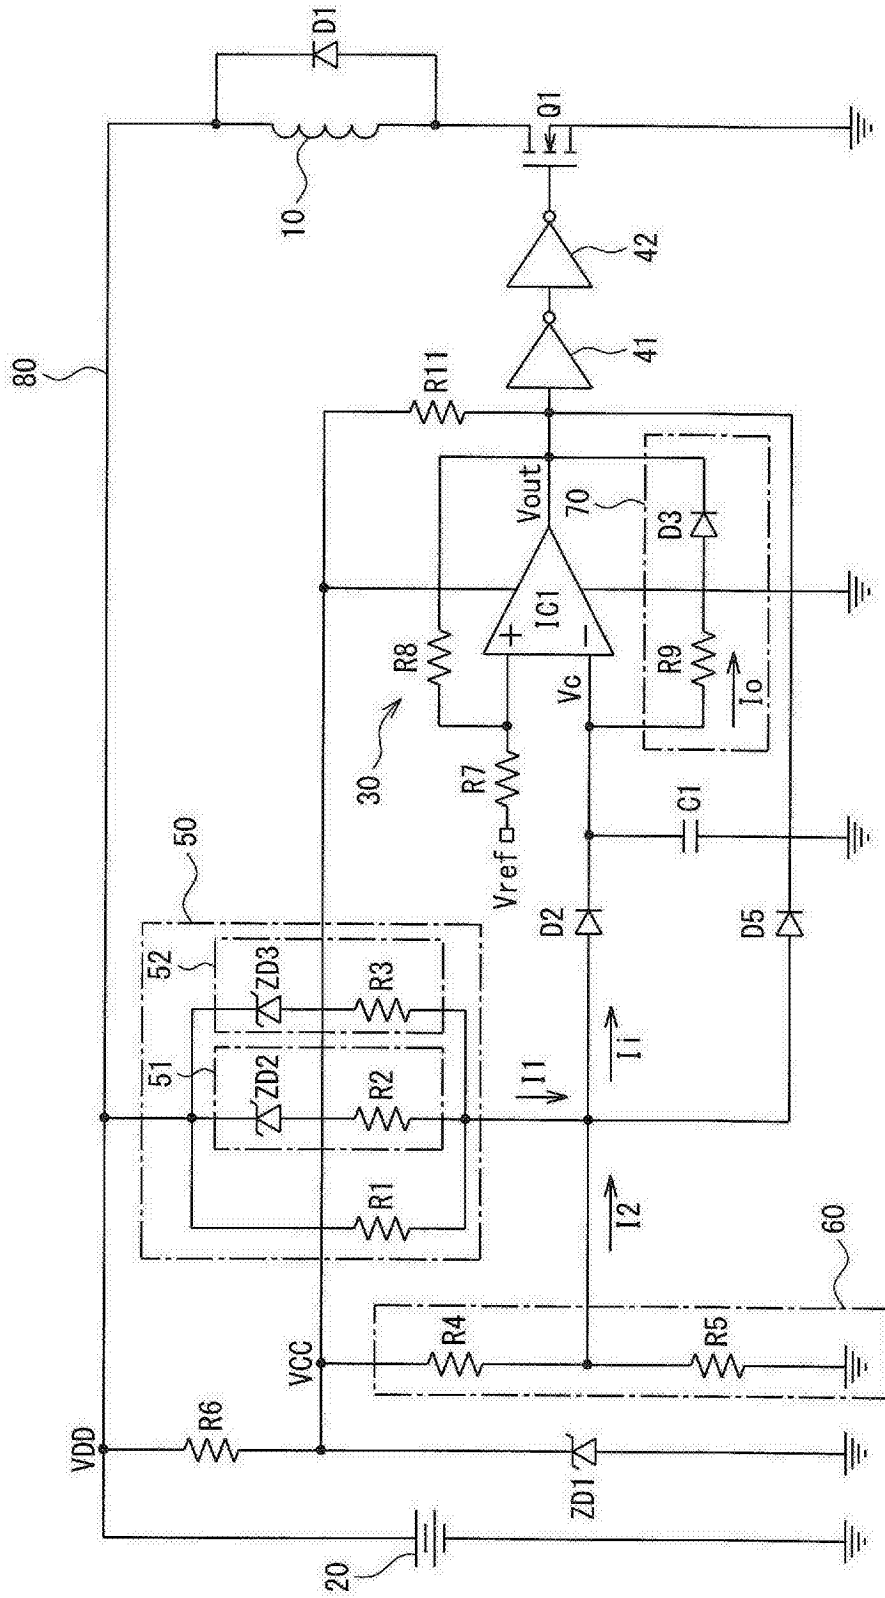 80
D1
10
Q1
42
41
R11
Vout
70
D3
IC1
+
−
R8
Vc
R9
Io
30
R7
Vref
C1
50
52
51
ZD3
R3
ZD2
R2
R1
D2
D5
I1
Ii
I2
60
R4
R5
VCC
VDD
R6
ZD1
20